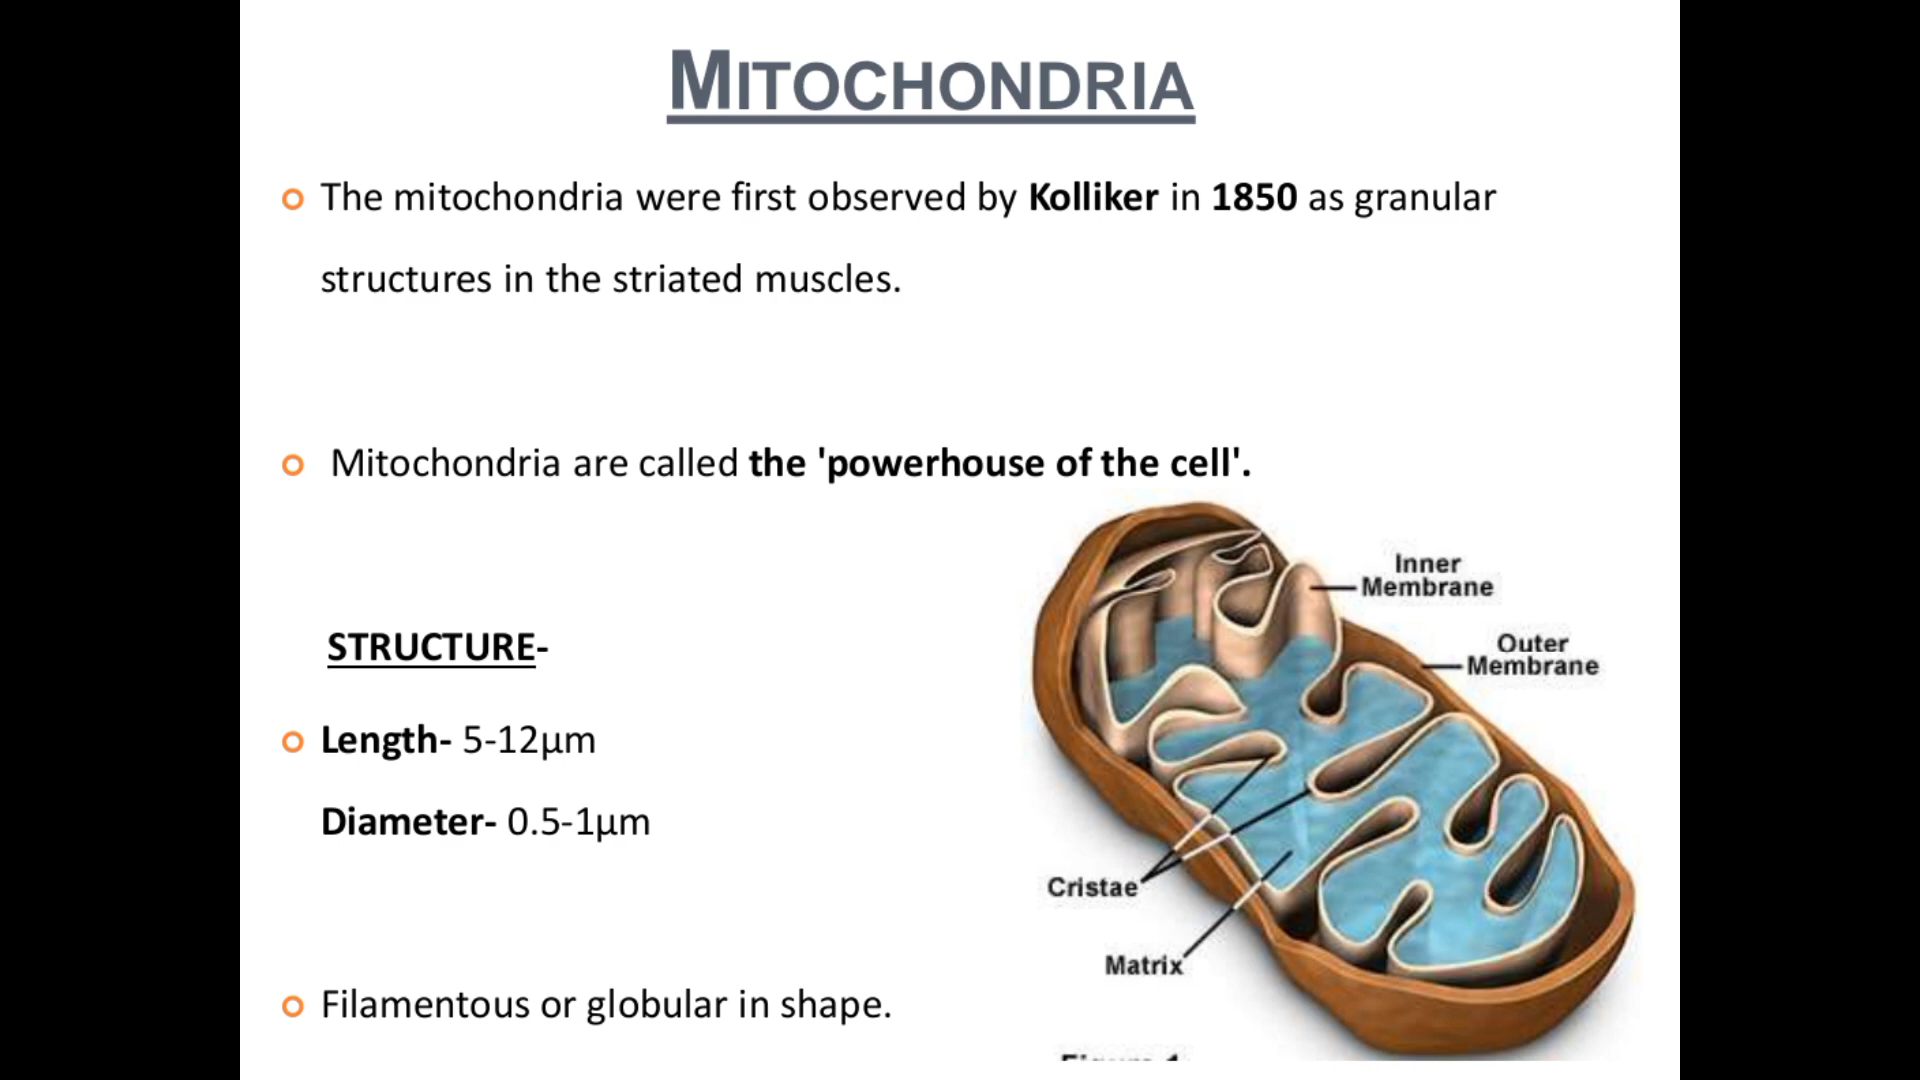 MITOCHONDRIA
The mitochondria were first observed by Kolliker in 1850 as granular
structures in the striated muscles.
Mitochondria are called the 'powerhouse of the cell'.
Inner
Membrane
Outer
Membrane
STRUCTURE-
Length- 5-12μm
Diameter- 0.5-1μm
Cristae
Matrix
Filamentous or globular in shape.